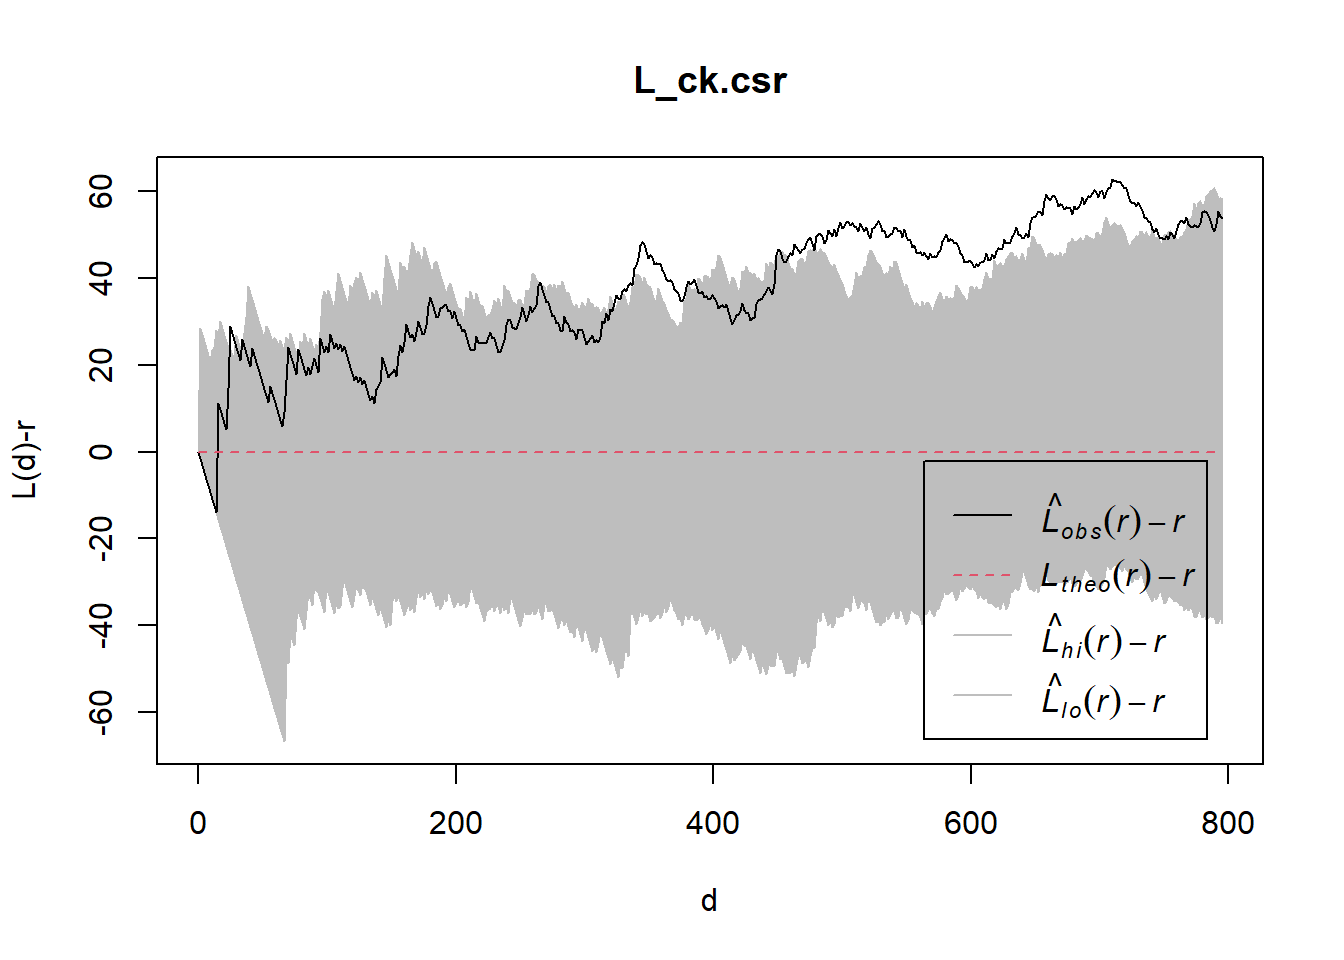 L_ck.csr
L(d)-r
60
40
20
0
-20
-40
-60
0 200 400 600 800
d
L̂obs(r) − r
Ltheo(r) − r
L̂hi(r) − r
L̂lo(r) − r